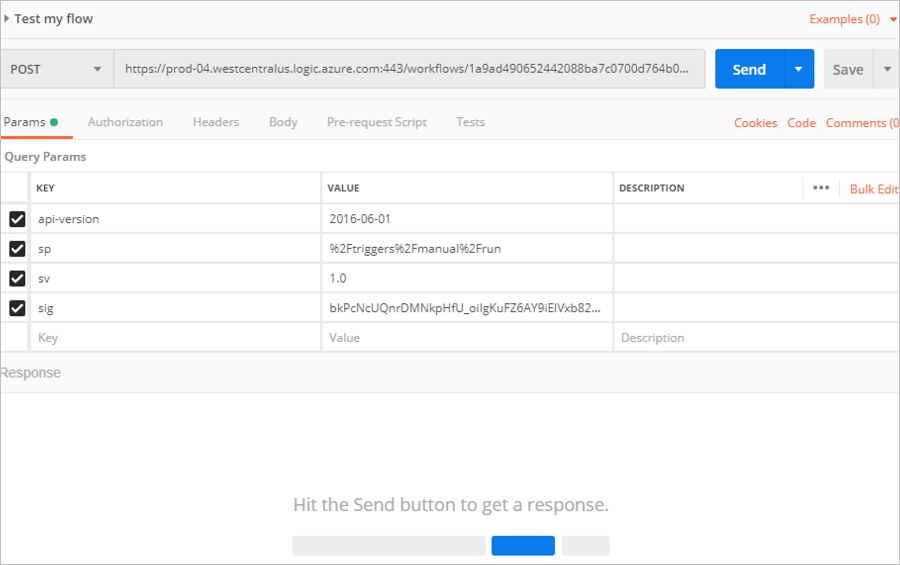 Test my flow Examples (0)
POST https://prod-04.westcentralus.logic.azure.com:443/workflows/1a9ad490652442088ba7c0700d764b0... Send Save
Params Authorization Headers Body Pre-request Script Tests Cookies Code Comments (0
Query Params
KEY VALUE DESCRIPTION ••• Bulk Edit
api-version 2016-06-01
sp %2Ftriggers%2Fmanual%2Frun
sv 1.0
sig bkPcNcUQnrDMNkpHfU_oilgKuFZ6AY9iEIVxb82...
Key Value Description
Response
Hit the Send button to get a response.